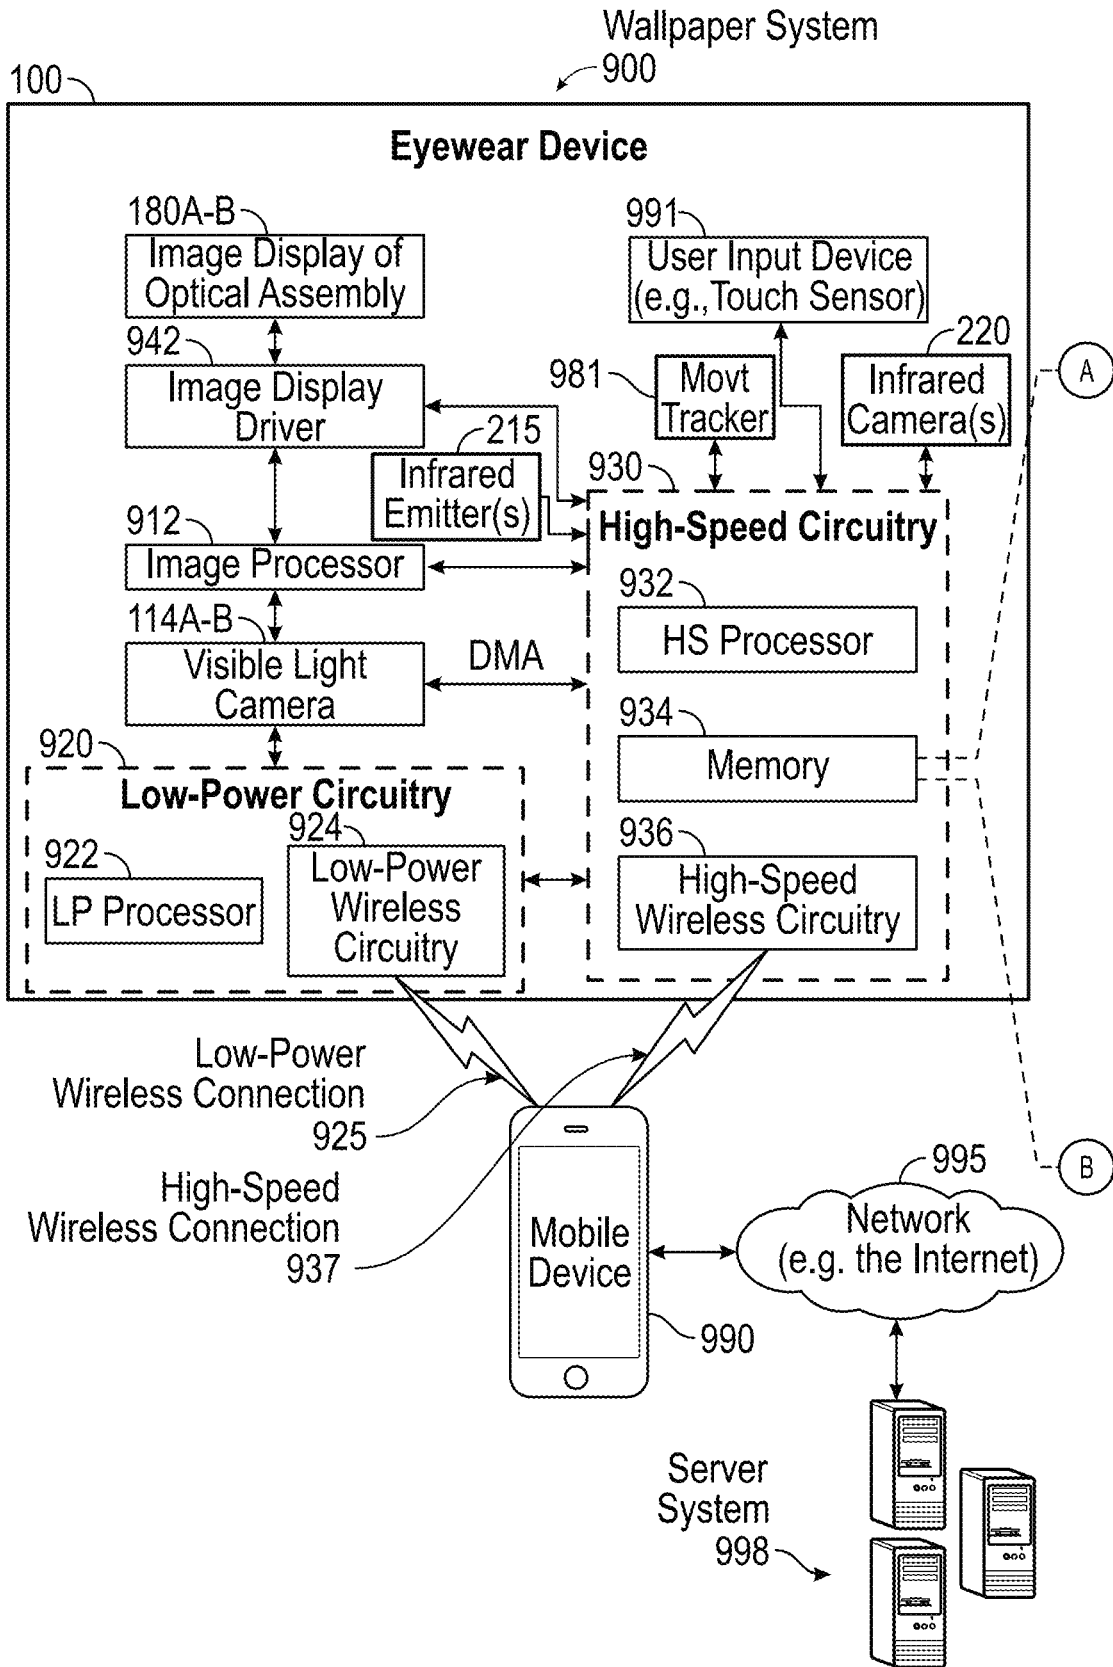 Wallpaper System
900
100
Eyewear Device
180A-B
Image Display of
Optical Assembly
991
User Input Device
(e.g.,Touch Sensor)
942
Image Display
Driver
981
Movt
Tracker
220
Infrared
Camera(s)
A
215
Infrared
Emitter(s)
930
High-Speed Circuitry
912
Image Processor
932
HS Processor
114A-B
Visible Light
Camera
DMA
934
Memory
920
Low-Power Circuitry
922
LP Processor
924
Low-Power
Wireless
Circuitry
936
High-Speed
Wireless Circuitry
Low-Power
Wireless Connection
925
High-Speed
Wireless Connection
937
Mobile
Device
990
995
Network
(e.g. the Internet)
B
Server
System
998